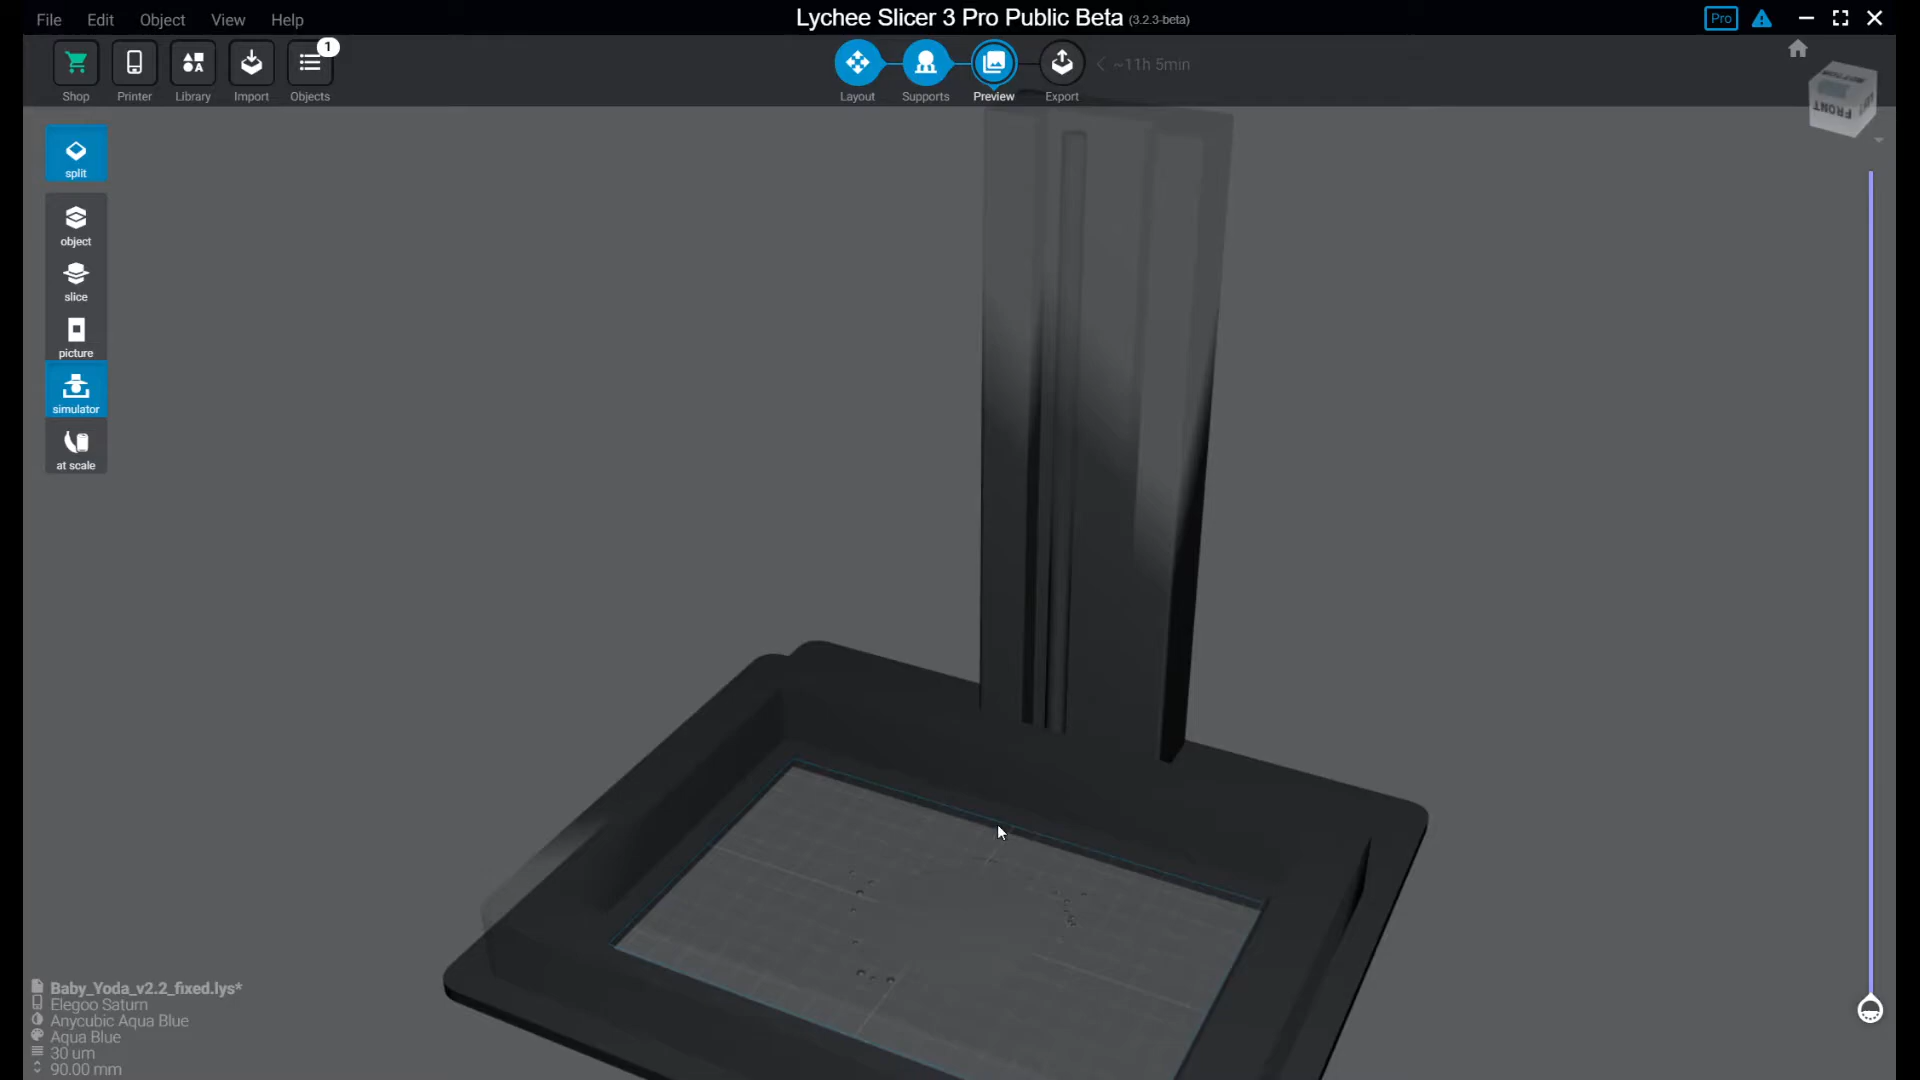 File Edit Object View Help
Lychee Slicer 3 Pro Public Beta (3.2.3-beta)
Pro
1
Shop Printer Library Import Objects
Layout Supports Preview Export
~11h 5min
BOTTOM
FRONT
split
object
slice
picture
simulator
at scale
Baby_Yoda_v2.2_fixed.lys*
Elegoo Saturn
Anycubic Aqua Blue
Aqua Blue
30 um
90.00 mm